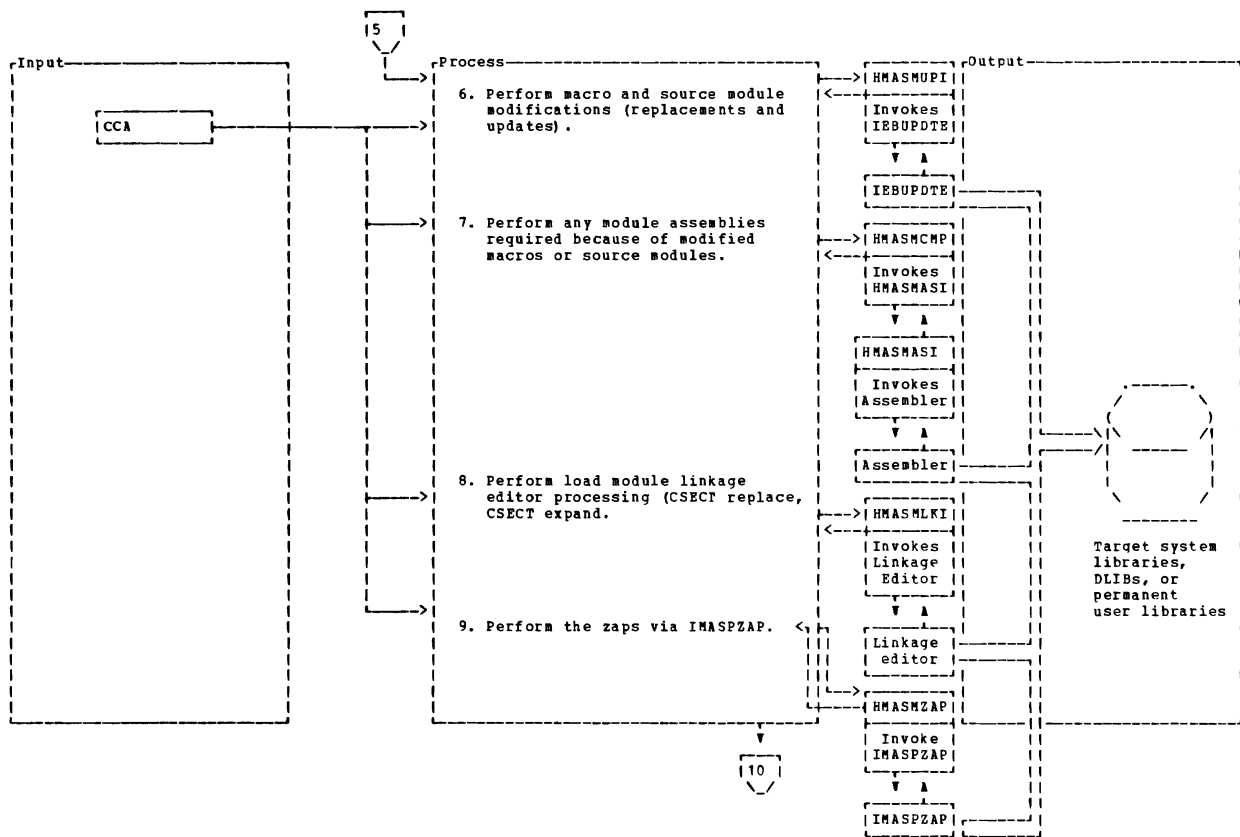 5
Input
Process
Output
CCA
6. Perform macro and source module
modifications (replacements and
updates).
HMASMUPI
Invokes
IEBUPDTE
IEBUPDTE
7. Perform any module assemblies
required because of modified
macros or source modules.
HMASMCMP
Invokes
HMASMASI
HMASMASI
Invokes
Assembler
Assembler
8. Perform load module linkage
editor processing (CSECT replace,
CSECT expand.
HMASMLKI
Invokes
Linkage
Editor
Linkage
editor
9. Perform the zaps via IMASPZAP.
HMASMZAP
Invoke
IMASPZAP
IMASPZAP
Target system
libraries,
DLIBs, or
permanent
user libraries
10